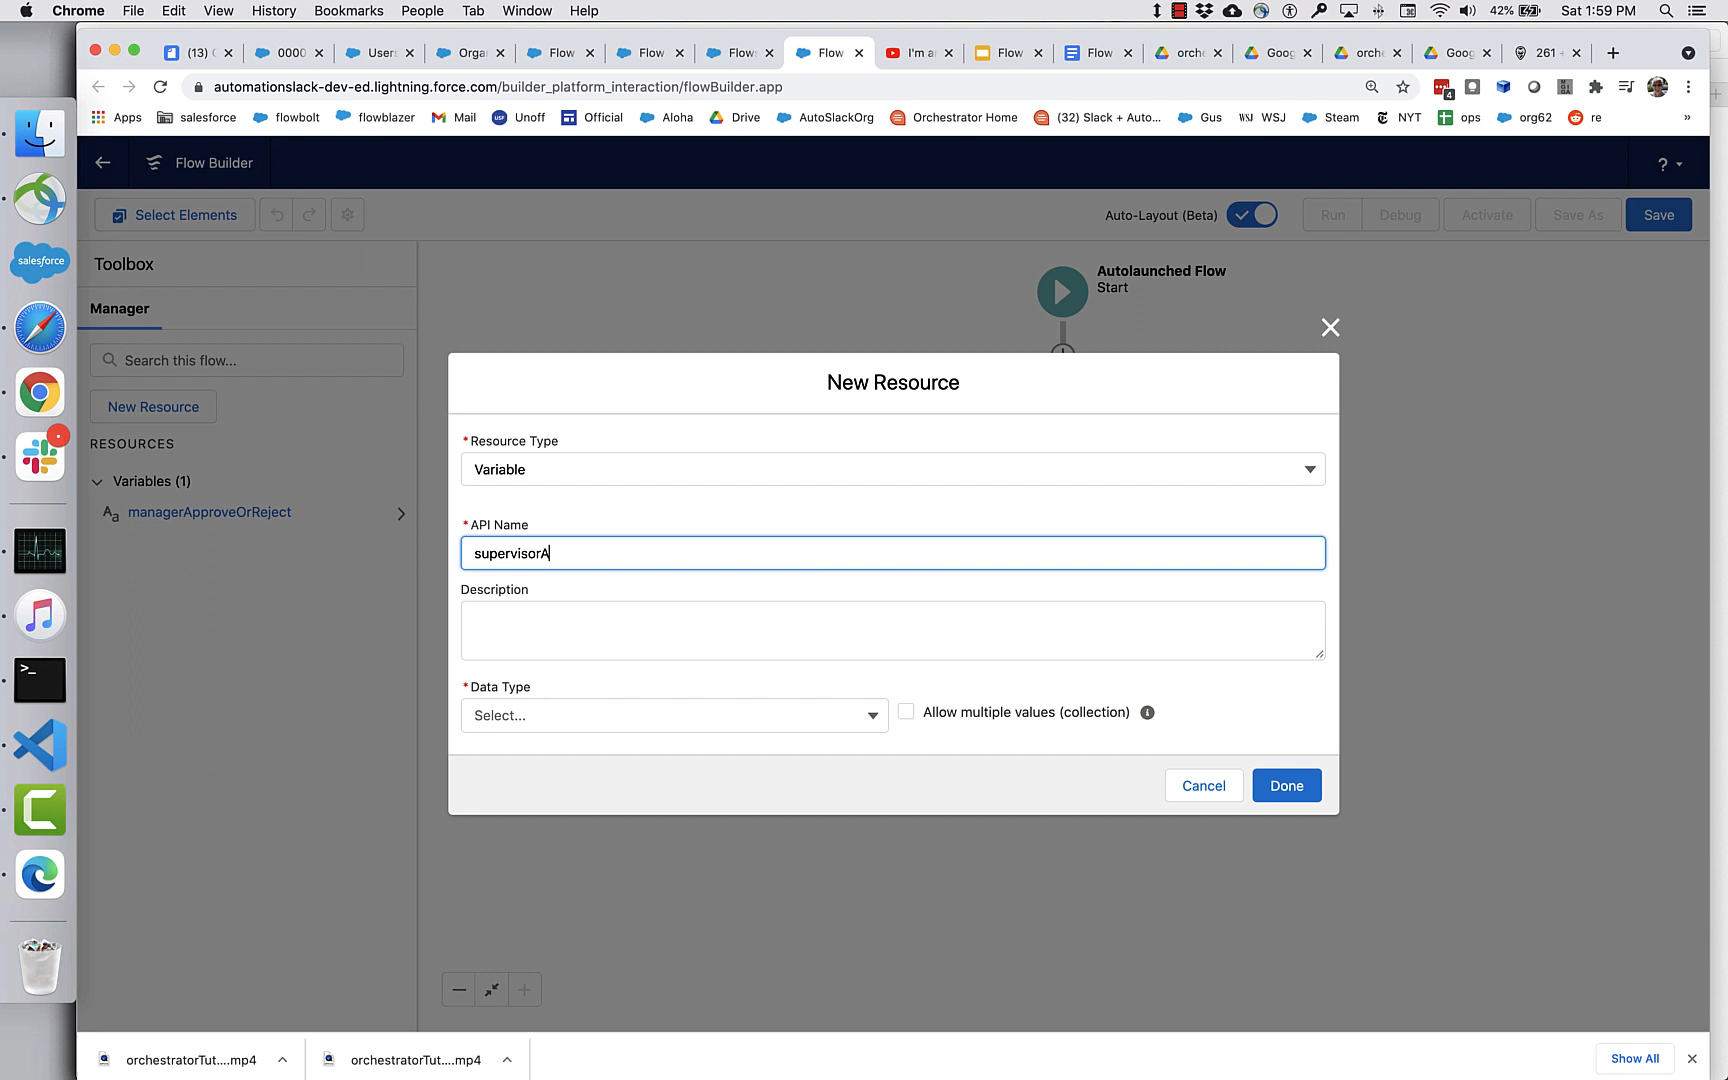 Chrome File Edit View History Bookmarks People Tab Window Help
42% Sat 1:59 PM
(13) 0000 Users Orga Flow Flow Flows Flow I'm a Flow Flow orche Goog orche Goog 261
automationslack-dev-ed.lightning.force.com/builder_platform_interaction/flowBuilder.app
4
Apps salesforce flowbolt flowblazer Mail Unoff Official Aloha Drive AutoSlackOrg Orchestrator Home (32) Slack + Auto... Gus WSJ WSJ Steam NYT ops org62 re »
Flow Builder ?
Select Elements Auto-Layout (Beta) Run Debug Activate Save As Save
salesforce
Toolbox
Manager
Search this flow...
New Resource
RESOURCES
Variables (1)
Aa managerApproveOrReject
Autolaunched Flow
Start
New Resource
*Resource Type
Variable
*API Name
supervisorA
Description
*Data Type
Select...
Allow multiple values (collection)
Cancel Done
>_
orchestratorTut....mp4 orchestratorTut....mp4 Show All